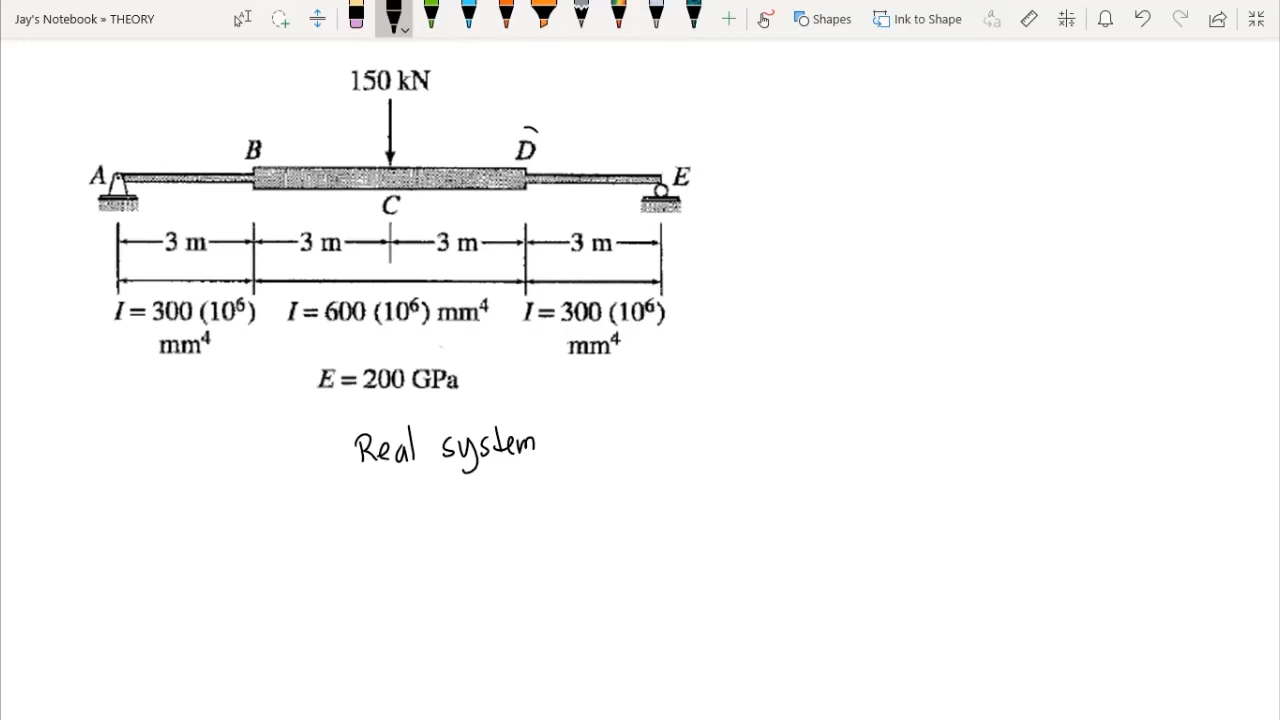 Jay's Notebook » THEORY
Shapes
Ink to Shape
150 kN
B
D
A
E
C
3 m 3 m 3 m 3 m
I = 300 (10⁶) I = 600 (10⁶) mm⁴ I = 300 (10⁶)
mm⁴ mm⁴
E = 200 GPa
Real system